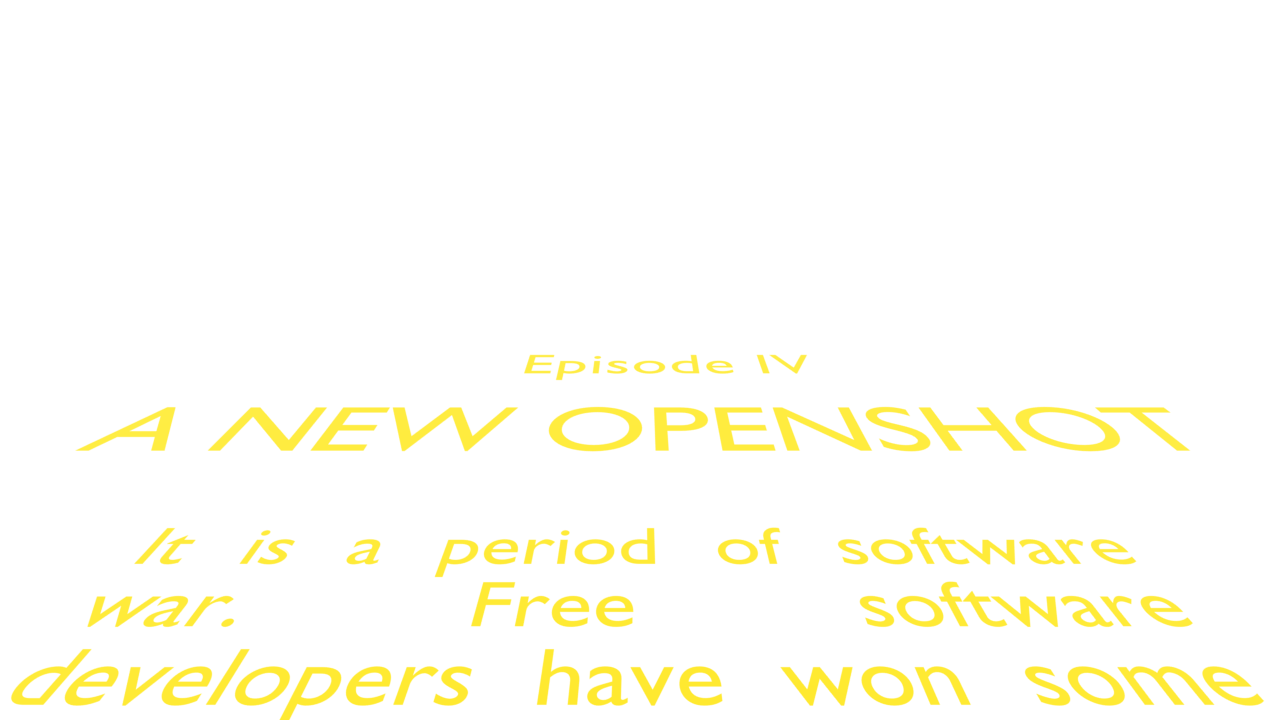 Episode IV
A NEW OPENSHOT
It is a period of software
war. Free software
developers have won some